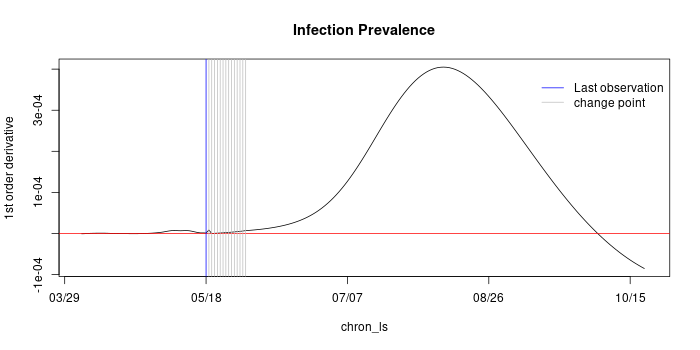 Infection Prevalence
1st order derivative
3e-04
1e-04
-1e-04
Last observation
change point
03/29
05/18
07/07
08/26
10/15
chron_ls